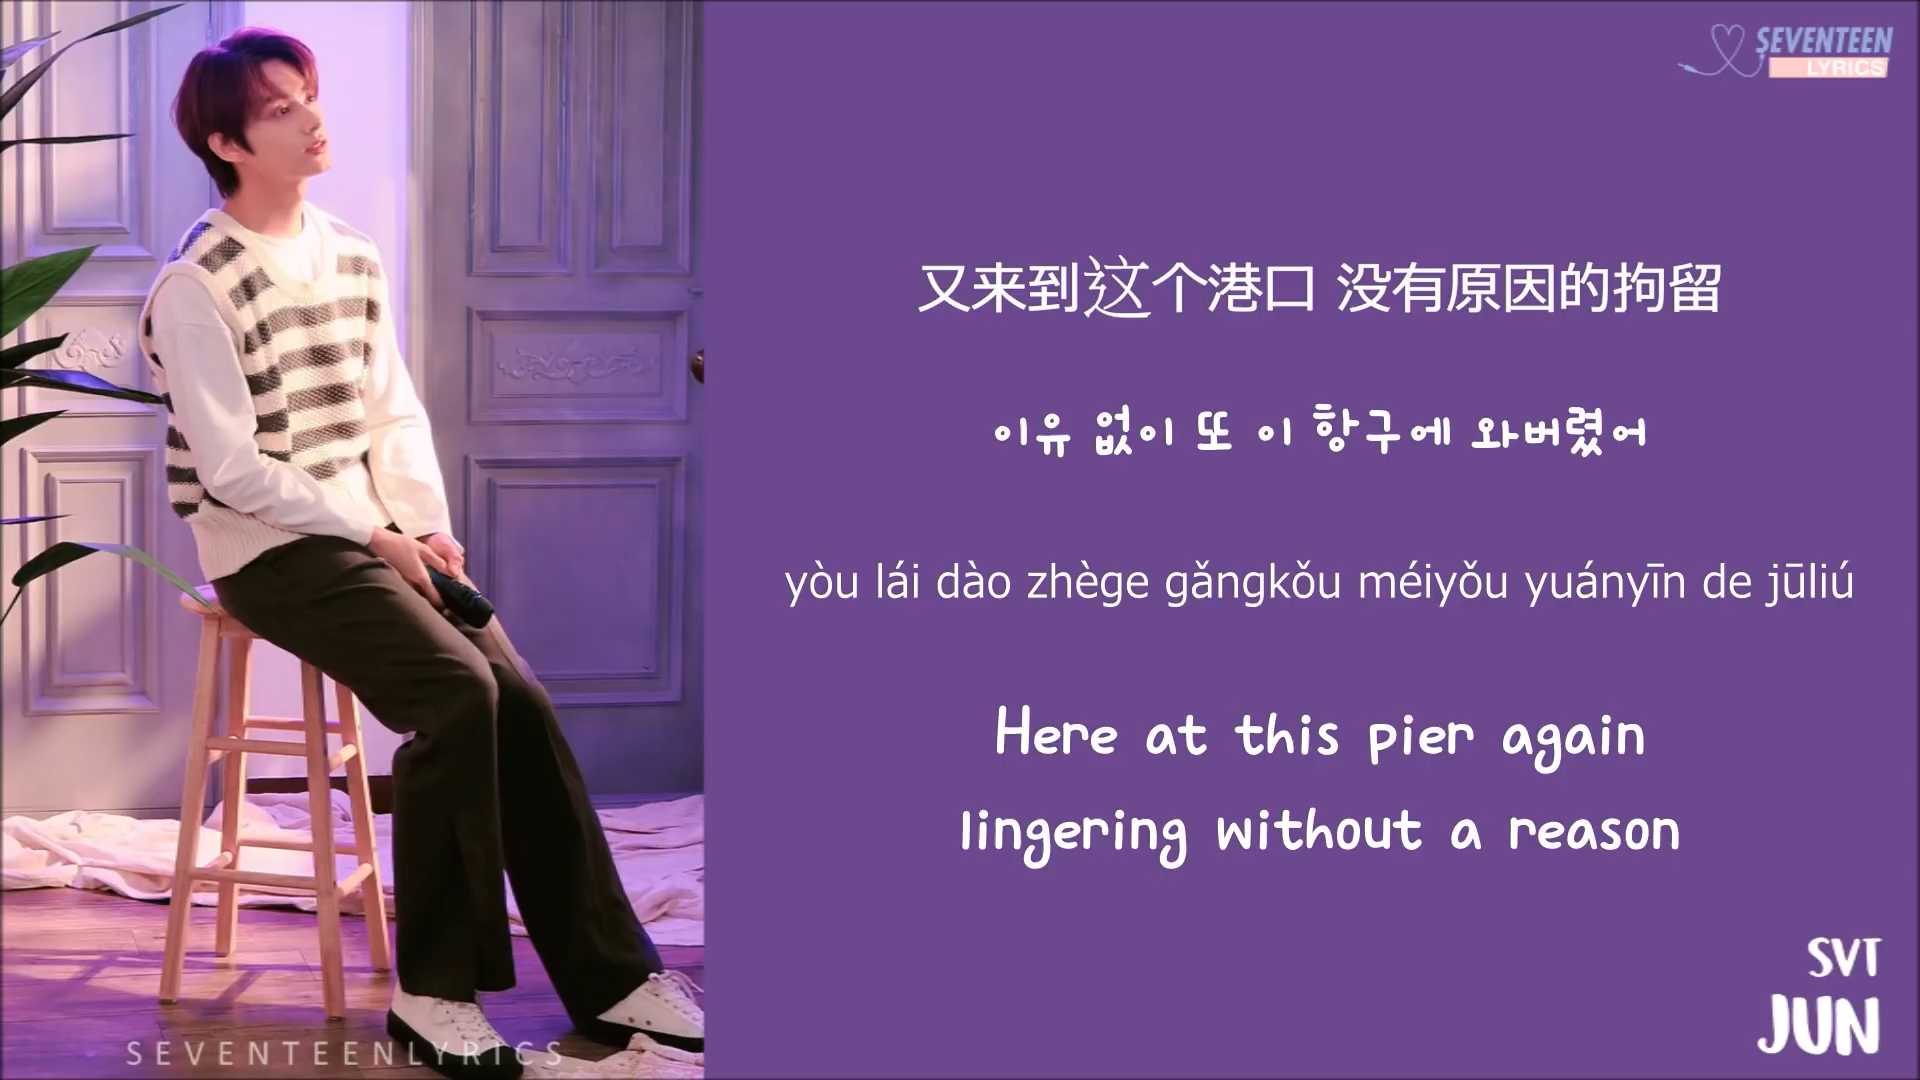 SEVENTEEN
LYRICS
又来到这个港口 没有原因的拘留
이유 없이 또 이 항구에 와버렸어
yòu lái dào zhège gǎngkǒu méiyǒu yuányīn de jūliú
Here at this pier again
lingering without a reason
SVT
JUN
SEVENTEENLYRICS